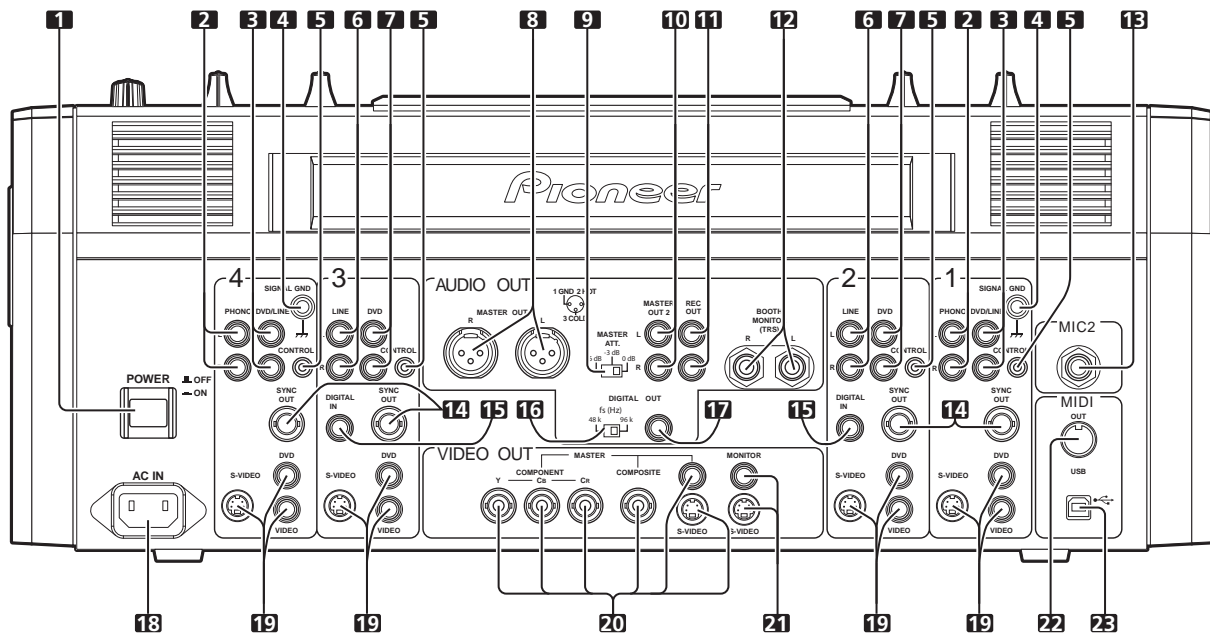 1 2 3 4 5 6 7 5 8 9 10 11 12 6 7 5 2 3 4 5 13
Pioneer
4
SIGNAL GND
PHONO
DVD/LINE
CONTROL
SYNC OUT
S-VIDEO
DVD
VIDEO
3
LINE
DVD
R
CONTROL
DIGITAL IN
SYNC OUT
S-VIDEO
DVD
VIDEO
POWER
OFF
ON
AC IN
AUDIO OUT
1 GND 2 HOT
3 COLD
MASTER OUT 1
R
L
MASTER ATT.
-3 dB
0 dB
MASTER OUT 2
L
R
REC OUT
BOOTH MONITOR (TRS)
R
L
DIGITAL OUT
fs (Hz)
48 k
96 k
VIDEO OUT
MASTER
COMPONENT
Y
CB
CR
COMPOSITE
S-VIDEO
MONITOR
S-VIDEO
2
LINE
DVD
L
R
CONTROL
DIGITAL IN
SYNC OUT
S-VIDEO
DVD
VIDEO
1
SIGNAL GND
PHONO
DVD/LINE
R
CONTROL
SYNC OUT
S-VIDEO
DVD
VIDEO
MIC2
MIDI
OUT
USB
14 15 16 17 15 14
18 19 19 20 21 19 22 19 23